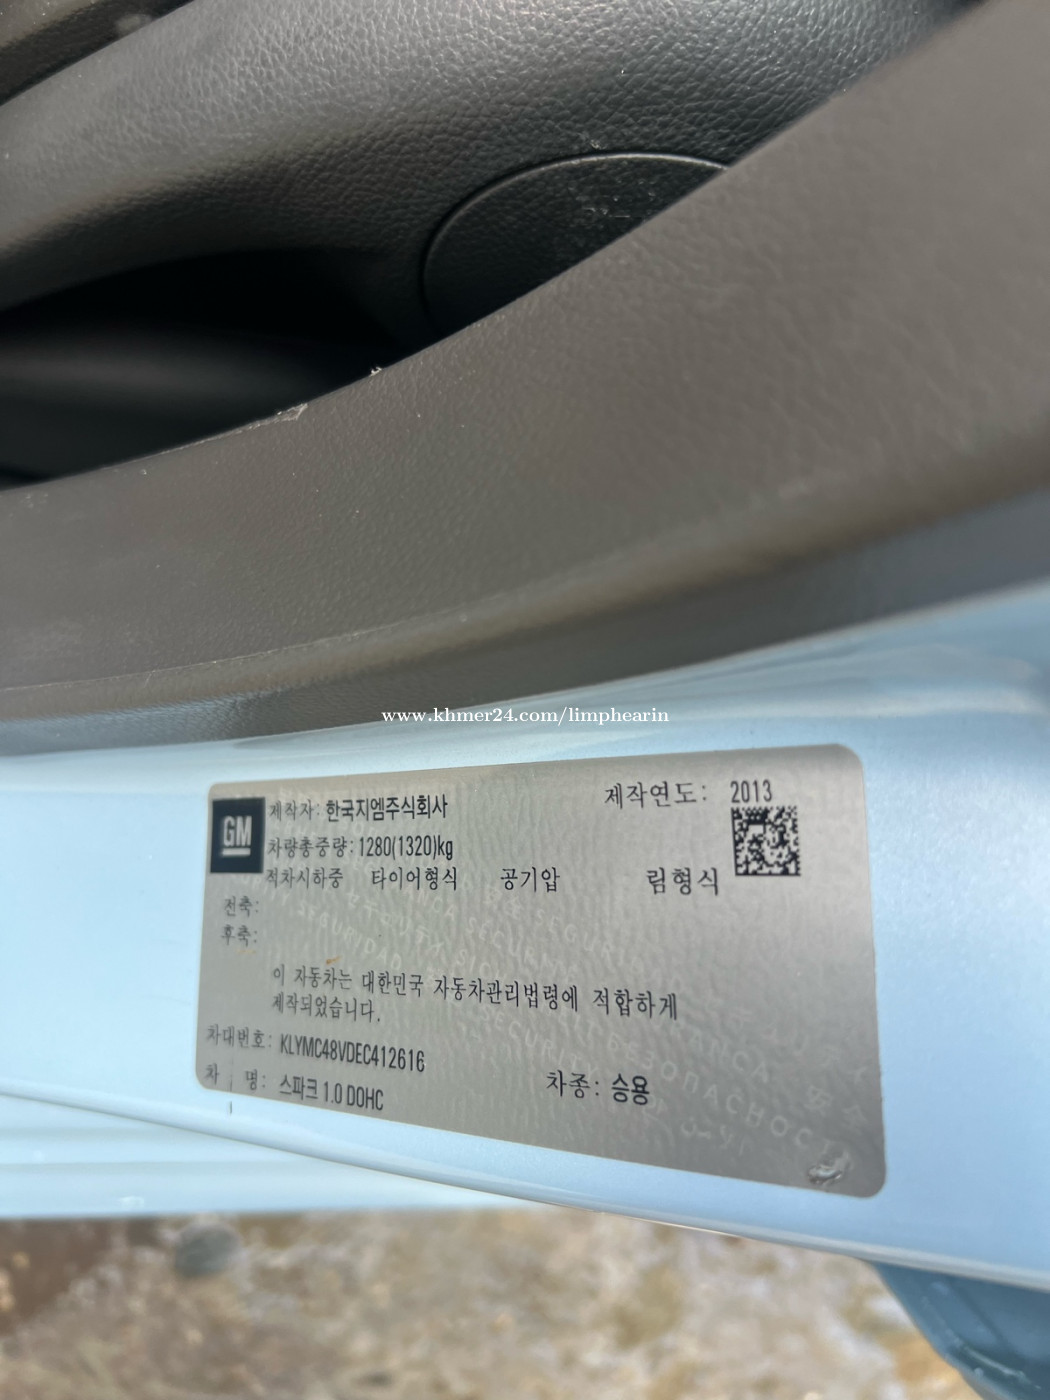 www.khmer24.com/limphearin
GM
제작자: 한국지엠주식회사 제작연도: 2013
차량총중량: 1280(1320)kg
적차시하중 타이어형식 공기압 림형식
전축:
후축:
이 자동차는 대한민국 자동차관리법령에 적합하게
제작되었습니다.
차대번호: KLYMC48VDEC412616
차 명: 스파크 1.0 DOHC 차종: 승용